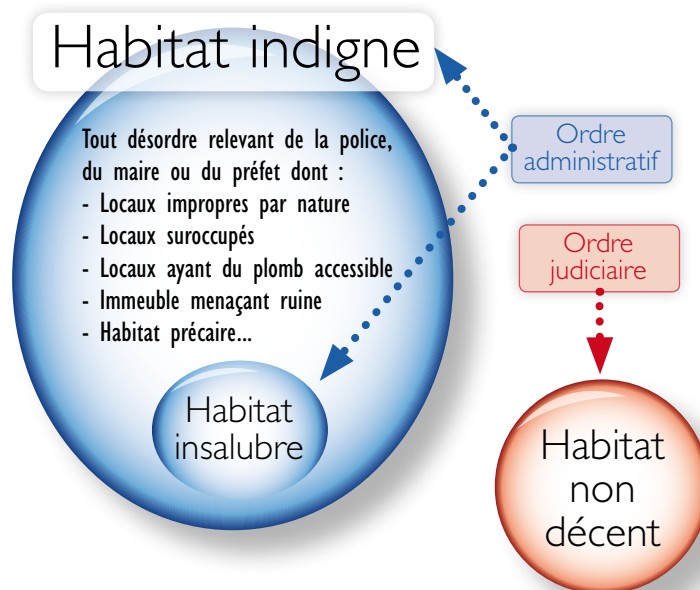 Habitat indigne
Tout désordre relevant de la police,
du maire ou du préfet dont :
- Locaux impropres par nature
- Locaux suroccupés
- Locaux ayant du plomb accessible
- Immeuble menaçant ruine
- Habitat précaire...
Habitat
insalubre
Ordre
administratif
Ordre
judiciaire
Habitat
non
décent